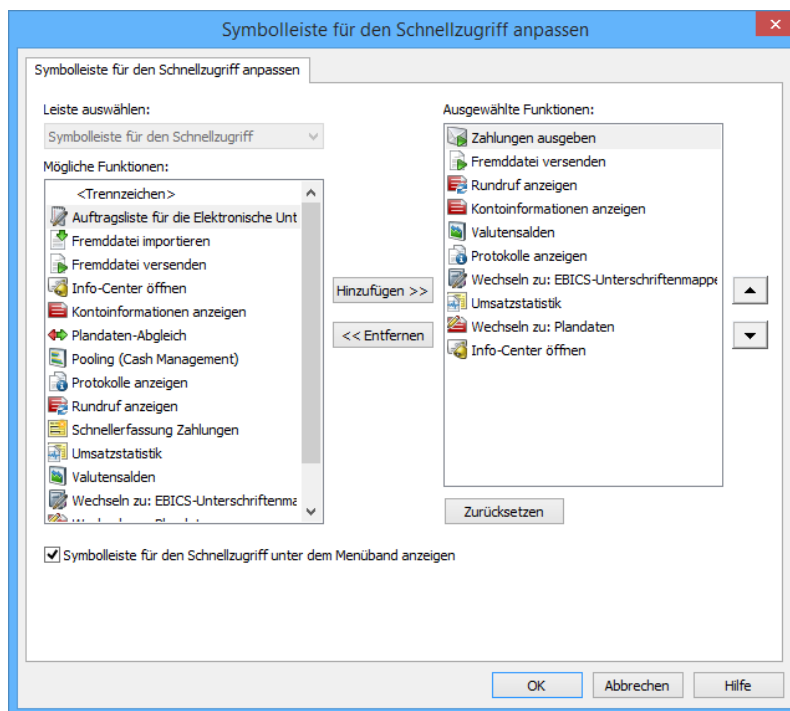 Symbolleiste für den Schnellzugriff anpassen
Symbolleiste für den Schnellzugriff anpassen
Leiste auswählen:
Symbolleiste für den Schnellzugriff
Mögliche Funktionen:
<Trennzeichen>
Auftragsliste für die Elektronische Unt
Fremddatei importieren
Fremddatei versenden
Info-Center öffnen
Kontoinformationen anzeigen
Plandaten-Abgleich
Pooling (Cash Management)
Protokolle anzeigen
Rundruf anzeigen
Schnellerfassung Zahlungen
Umsatzstatistik
Valutensalden
Wechseln zu: EBICS-Unterschriftenma
Hinzufügen >>
<< Entfernen
Ausgewählte Funktionen:
Zahlungen ausgeben
Fremddatei versenden
Rundruf anzeigen
Kontoinformationen anzeigen
Valutensalden
Protokolle anzeigen
Wechseln zu: EBICS-Unterschriftenmappe
Umsatzstatistik
Wechseln zu: Plandaten
Info-Center öffnen
Zurücksetzen
Symbolleiste für den Schnellzugriff unter dem Menüband anzeigen
OK
Abbrechen
Hilfe